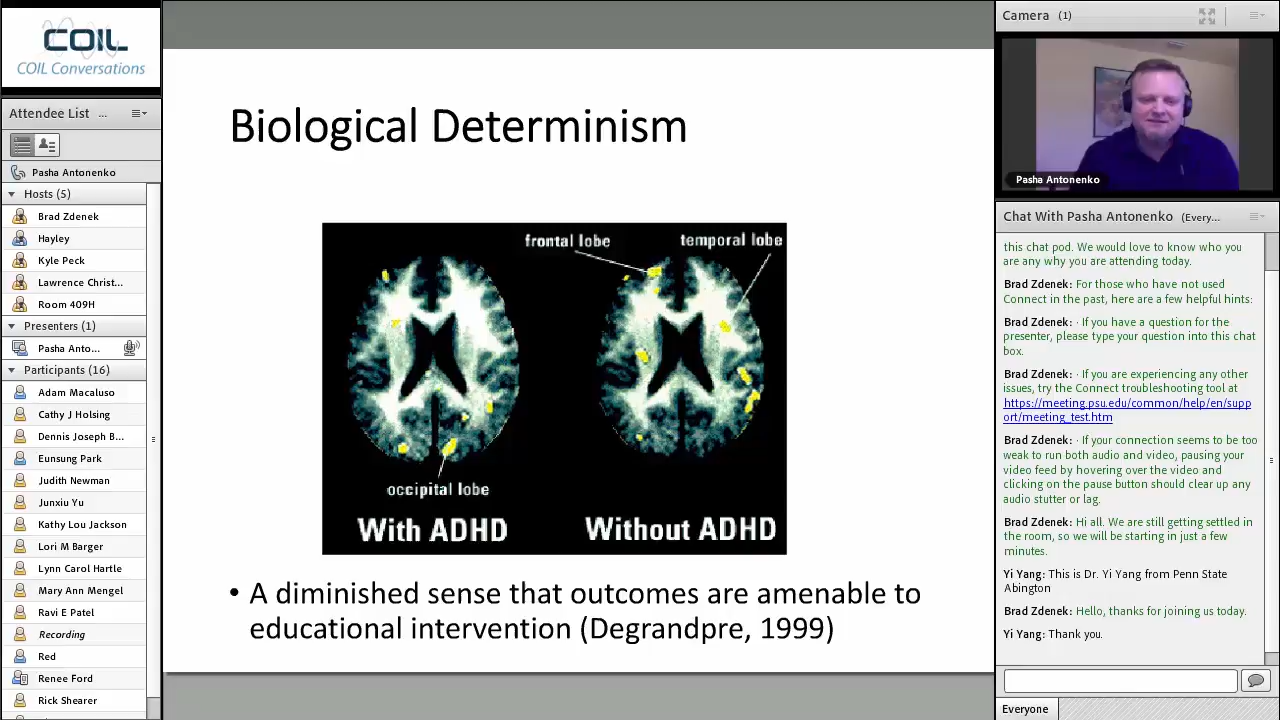 COIL
COIL Conversations
Attendee List ...
Pasha Antonenko
Hosts (5)
Brad Zdenek
Hayley
Kyle Peck
Lawrence Christ...
Room 409H
Presenters (1)
Pasha Anto...
Participants (16)
Adam Macaluso
Cathy J Holsing
Dennis Joseph B...
Eunsung Park
Judith Newman
Junxiu Yu
Kathy Lou Jackson
Lori M Barger
Lynn Carol Hartle
Mary Ann Mengel
Ravi E Patel
Recording
Red
Renee Ford
Rick Shearer
Biological Determinism
frontal lobe
temporal lobe
occipital lobe
With ADHD
Without ADHD
• A diminished sense that outcomes are amenable to
educational intervention (Degrandpre, 1999)
Camera (1)
Pasha Antonenko
Chat With Pasha Antonenko (Every...
this chat pod. We would love to know who you
are any why you are attending today.
Brad Zdenek: For those who have not used
Connect in the past, here are a few helpful hints:
Brad Zdenek: · If you have a question for the
presenter, please type your question into this chat
box.
Brad Zdenek: · If you are experiencing any other
issues, try the Connect troubleshooting tool at
https://meeting.psu.edu/common/help/en/supp
ort/meeting_test.htm
Brad Zdenek: · If your connection seems to be too
weak to run both audio and video, pausing your
video feed by hovering over the video and
clicking on the pause button should clear up any
audio stutter or lag.
Brad Zdenek: Hi all. We are still getting settled in
the room, so we will be starting in just a few
minutes.
Yi Yang: This is Dr. Yi Yang from Penn State
Abington
Brad Zdenek: Hello, thanks for joining us today.
Yi Yang: Thank you.
Everyone